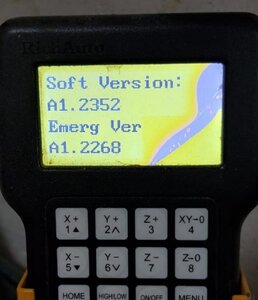 RichAuto
Soft Version:
A1.2352
Emerg Ver
A1.2268
X+ Y+ Z+ XY-0
1▲ 2∧ 3 4
X- Y- Z- Z-0
5▼ 6∨ 7 8
HOME HIGH/LOW ON/OFF MENU